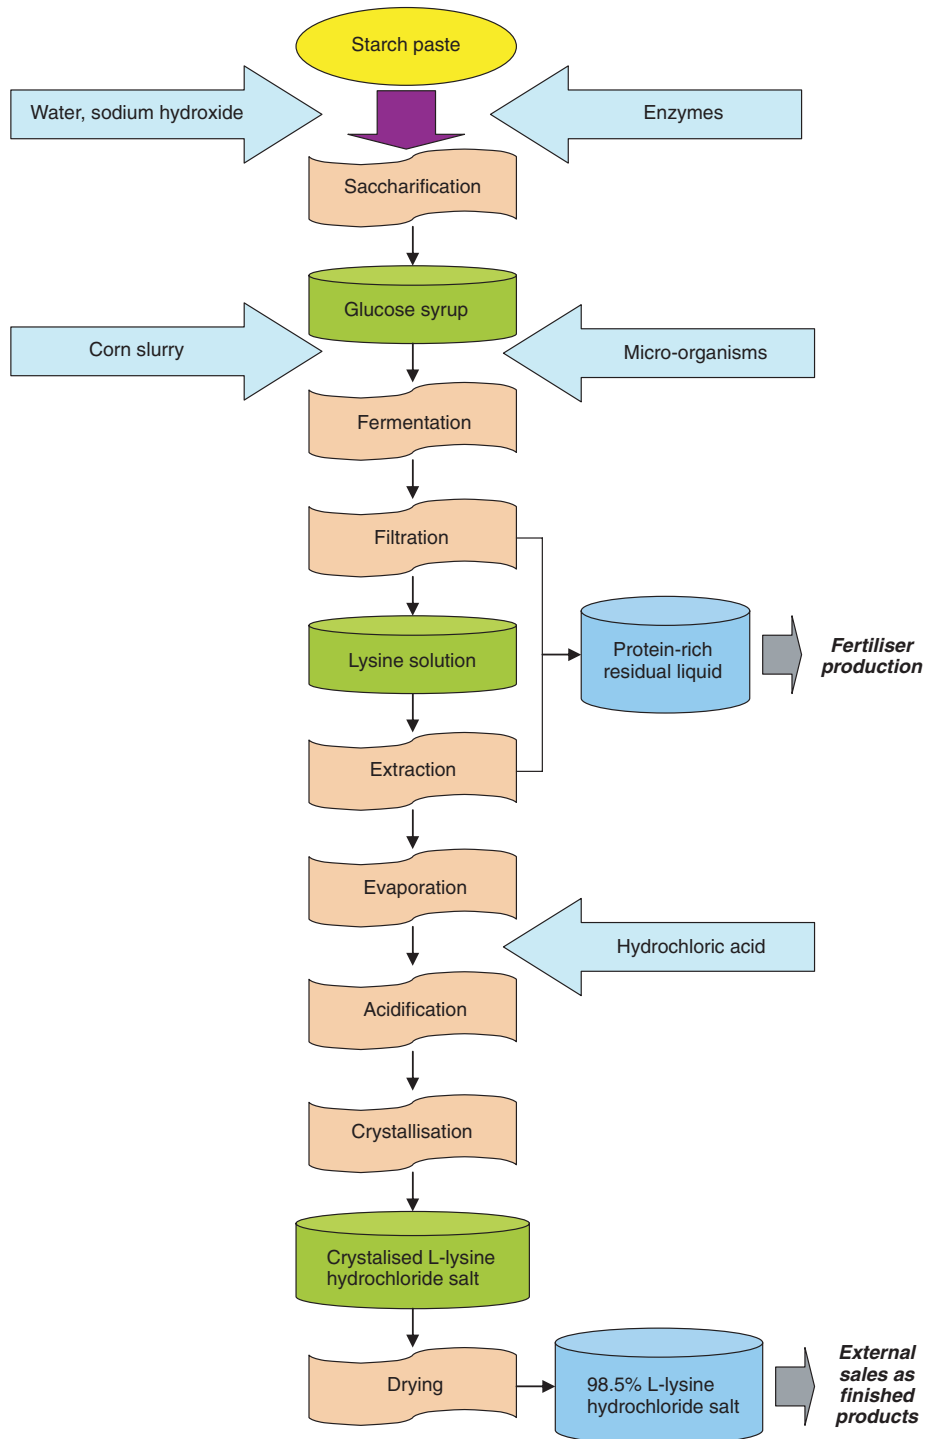 Starch paste
Water, sodium hydroxide
Enzymes
Saccharification
Glucose syrup
Corn slurry
Micro-organisms
Fermentation
Filtration
Lysine solution
Protein-rich
residual liquid
Fertiliser
production
Extraction
Evaporation
Hydrochloric acid
Acidification
Crystallisation
Crystalised L-lysine
hydrochloride salt
Drying
98.5% L-lysine
hydrochloride salt
External
sales as
finished
products